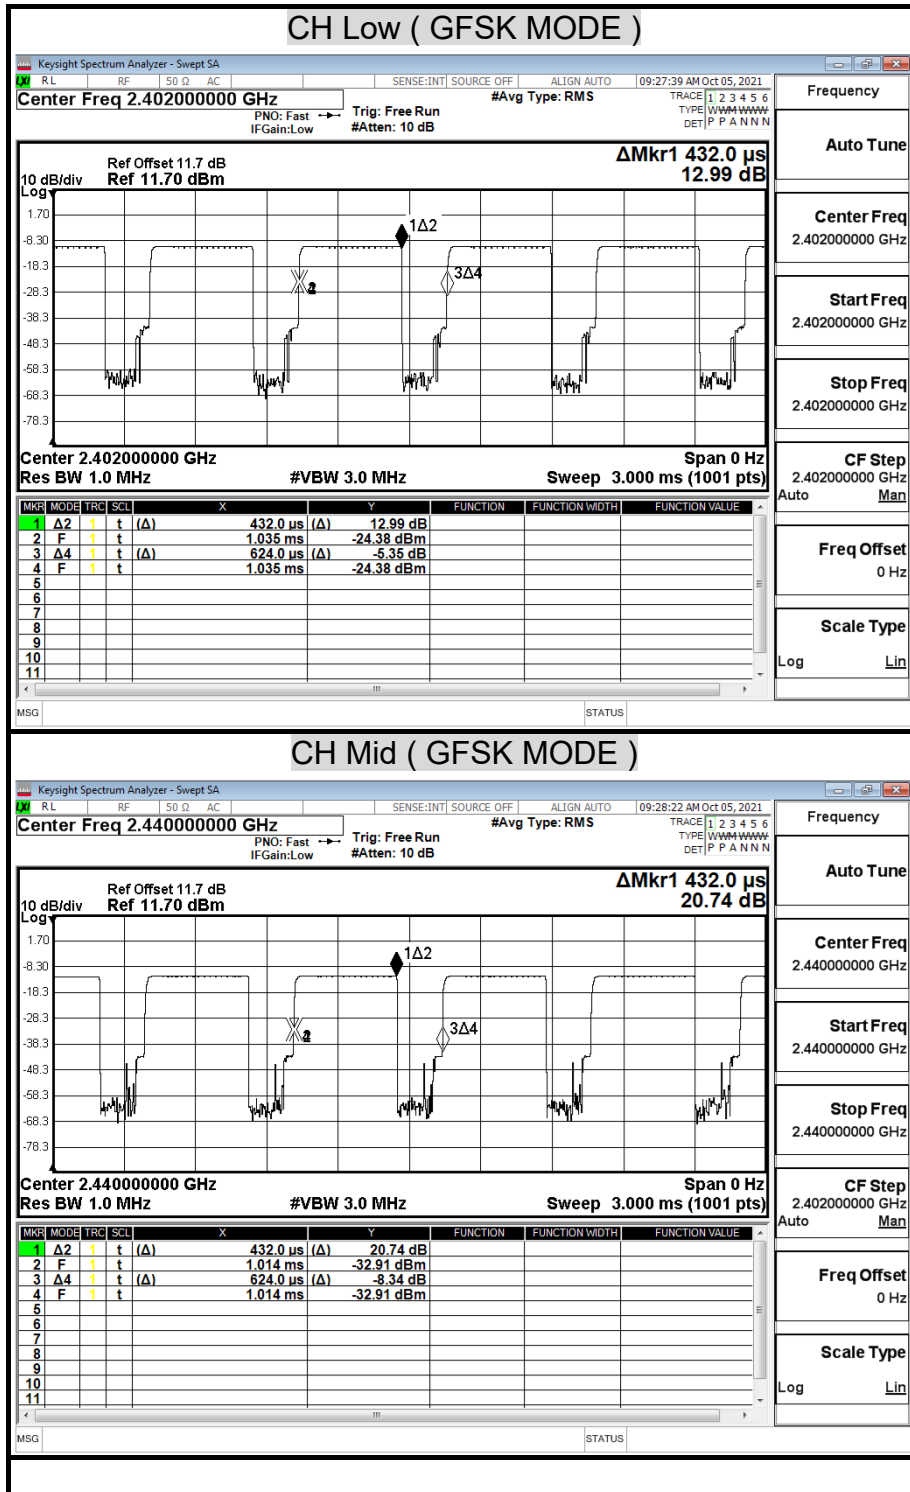 CH Low ( GFSK MODE )
Keysight Spectrum Analyzer - Swept SA
LXI RL RF 50 Ω AC SENSE:INT SOURCE OFF ALIGN AUTO 09:27:39 AM Oct 05, 2021
Center Freq 2.402000000 GHz
PNO: Fast
IFGain:Low
Trig: Free Run
#Atten: 10 dB
#Avg Type: RMS
TRACE 1 2 3 4 5 6
TYPE WWMWWWW
DET P P A N N N
Frequency
Auto Tune
Center Freq
2.402000000 GHz
Start Freq
2.402000000 GHz
Stop Freq
2.402000000 GHz
CF Step
2.402000000 GHz
Auto Man
Freq Offset
0 Hz
Scale Type
Log Lin
ΔMkr1 432.0 µs
12.99 dB
Ref Offset 11.7 dB
10 dB/div Ref 11.70 dBm
Log
1.70
-8.30
-18.3
-28.3
-38.3
-48.3
-58.3
-68.3
-78.3
1Δ2
3Δ4
Center 2.402000000 GHz Span 0 Hz
Res BW 1.0 MHz #VBW 3.0 MHz Sweep 3.000 ms (1001 pts)
MKR MODE TRC SCL X Y FUNCTION FUNCTION WIDTH FUNCTION VALUE
1 Δ2 1 t (Δ) 432.0 µs (Δ) 12.99 dB
2 F 1 t 1.035 ms -24.38 dBm
3 Δ4 1 t (Δ) 624.0 µs (Δ) -5.35 dB
4 F 1 t 1.035 ms -24.38 dBm
5
6
7
8
9
10
11
MSG STATUS
CH Mid ( GFSK MODE )
Keysight Spectrum Analyzer - Swept SA
LXI RL RF 50 Ω AC SENSE:INT SOURCE OFF ALIGN AUTO 09:28:22 AM Oct 05, 2021
Center Freq 2.440000000 GHz
PNO: Fast
IFGain:Low
Trig: Free Run
#Atten: 10 dB
#Avg Type: RMS
TRACE 1 2 3 4 5 6
TYPE WWMWWWW
DET P P A N N N
Frequency
Auto Tune
Center Freq
2.440000000 GHz
Start Freq
2.440000000 GHz
Stop Freq
2.440000000 GHz
CF Step
2.402000000 GHz
Auto Man
Freq Offset
0 Hz
Scale Type
Log Lin
ΔMkr1 432.0 µs
20.74 dB
Ref Offset 11.7 dB
10 dB/div Ref 11.70 dBm
Log
1.70
-8.30
-18.3
-28.3
-38.3
-48.3
-58.3
-68.3
-78.3
1Δ2
3Δ4
Center 2.440000000 GHz Span 0 Hz
Res BW 1.0 MHz #VBW 3.0 MHz Sweep 3.000 ms (1001 pts)
MKR MODE TRC SCL X Y FUNCTION FUNCTION WIDTH FUNCTION VALUE
1 Δ2 1 t (Δ) 432.0 µs (Δ) 20.74 dB
2 F 1 t 1.014 ms -32.91 dBm
3 Δ4 1 t (Δ) 624.0 µs (Δ) -8.34 dB
4 F 1 t 1.014 ms -32.91 dBm
5
6
7
8
9
10
11
MSG STATUS